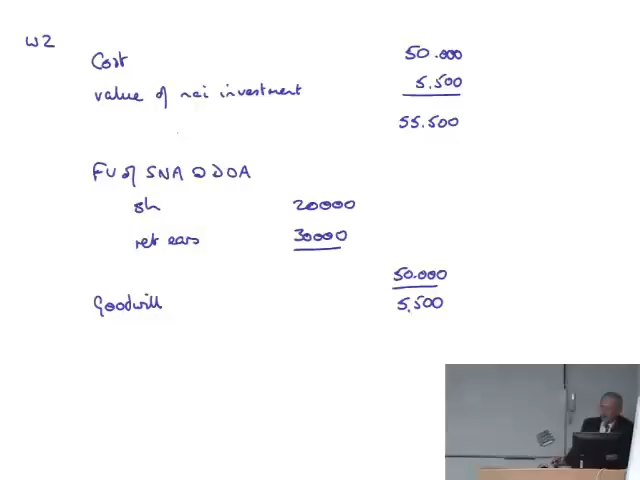 W2
Cost 50.000
value of nci investment 5.500
55.500
FV of SNA @ DOA
sh 20000
ret ears 30000
50.000
Goodwill 5.500